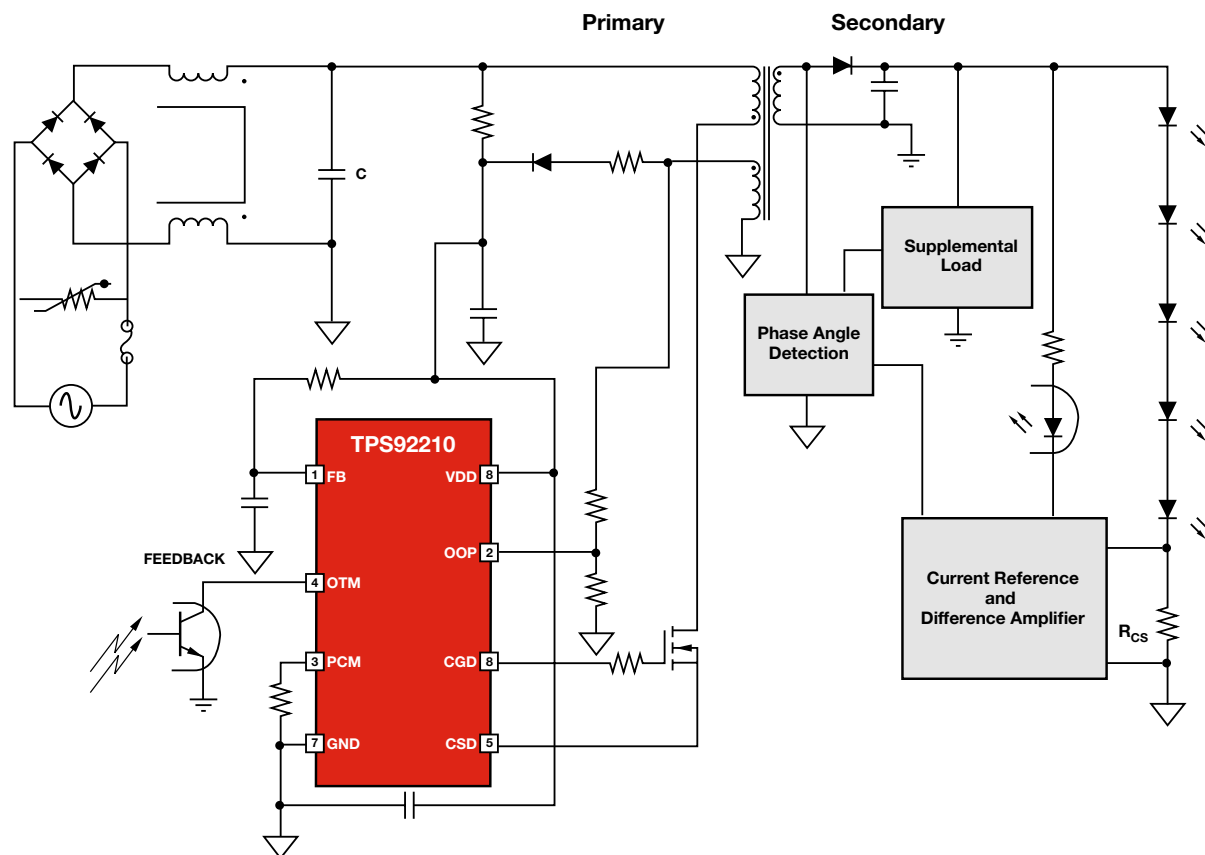 Primary
Secondary
C
Supplemental
Load
Phase Angle
Detection
TPS92210
1 FB
VDD 8
FEEDBACK
OOP 2
4 OTM
Current Reference
and
Difference Amplifier
RCS
3 PCM
CGD 8
7 GND
CSD 5